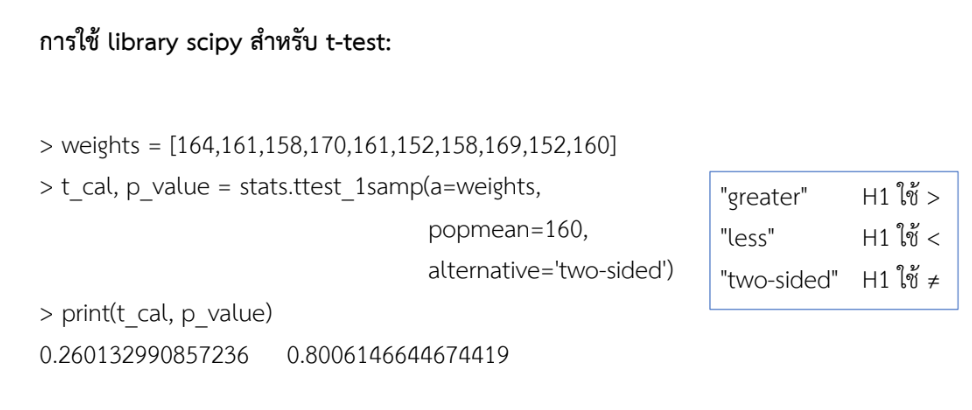 การใช้ library scipy สำหรับ t-test:
> weights = [164,161,158,170,161,152,158,169,152,160]
> t_cal, p_value = stats.ttest_1samp(a=weights,
popmean=160,
alternative='two-sided')
> print(t_cal, p_value)
0.260132990857236 0.8006146644674419
"greater" H1 ใช้ >
"less" H1 ใช้ <
"two-sided" H1 ใช้ ≠